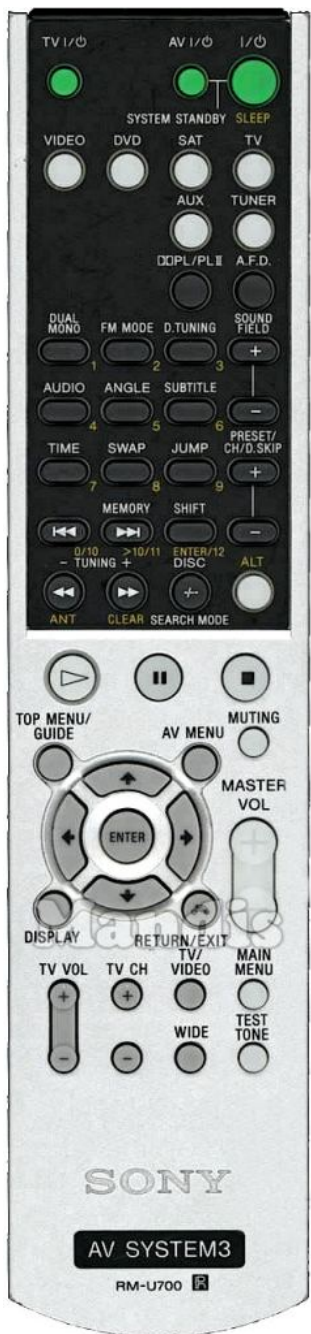 TV I/⏻ AV I/⏻ I/⏻
SYSTEM STANDBY SLEEP
VIDEO DVD SAT TV
AUX TUNER
DDPL/PLⅡ A.F.D.
DUAL MONO FM MODE D.TUNING SOUND FIELD
1 2 3 +
AUDIO ANGLE SUBTITLE
4 5 6 –
TIME SWAP JUMP PRESET/CH/D.SKIP
7 8 9 +
MEMORY SHIFT
⏮ ⏭ –
0/10 >10/11 ENTER/12
– TUNING + DISC ALT
◀◀ ▶▶ -/--
ANT CLEAR SEARCH MODE
TOP MENU/
GUIDE AV MENU MUTING
MASTER
VOL
+
ENTER
–
DISPLAY RETURN/EXIT
Mandis
TV VOL TV CH TV/VIDEO MAIN MENU
+ +
– – WIDE TEST TONE
SONY
AV SYSTEM3
RM-U700 R